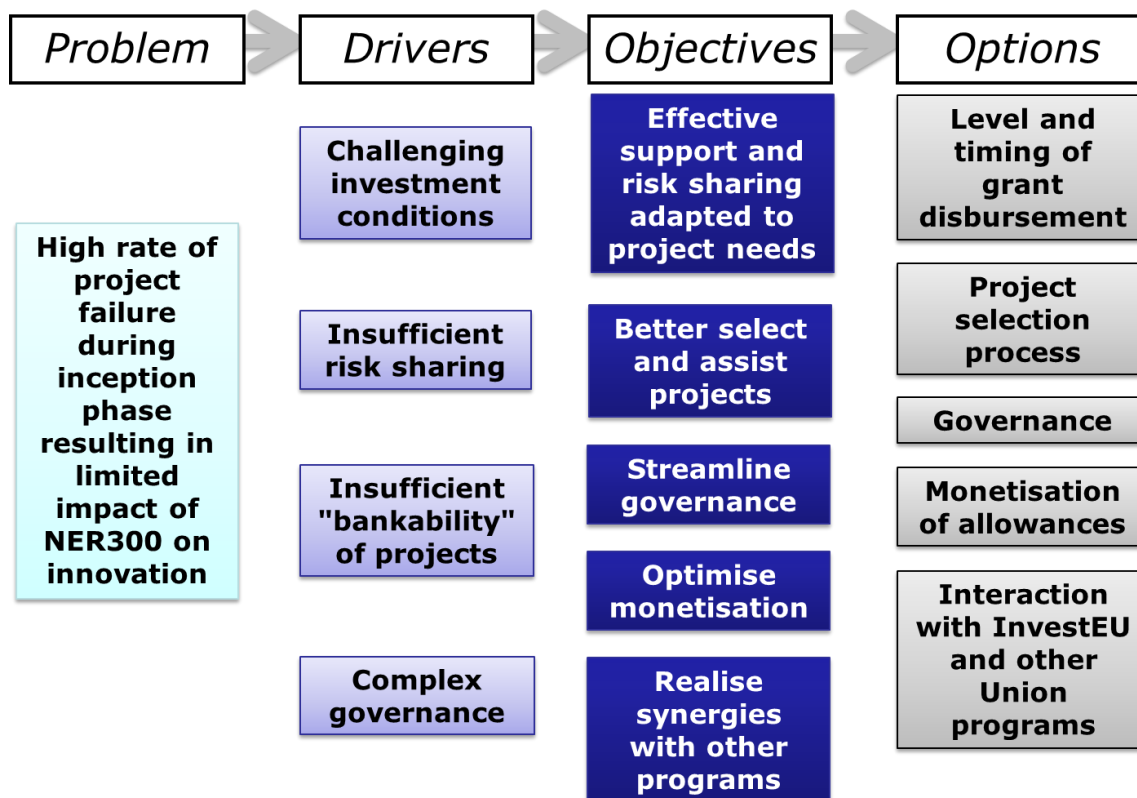 Problem
Drivers
Objectives
Options
High rate of
project
failure
during
inception
phase
resulting in
limited
impact of
NER300 on
innovation
Challenging
investment
conditions
Insufficient
risk sharing
Insufficient
"bankability"
of projects
Complex
governance
Effective
support and
risk sharing
adapted to
project needs
Better select
and assist
projects
Streamline
governance
Optimise
monetisation
Realise
synergies
with other
programs
Level and
timing of
grant
disbursement
Project
selection
process
Governance
Monetisation
of allowances
Interaction
with InvestEU
and other
Union
programs